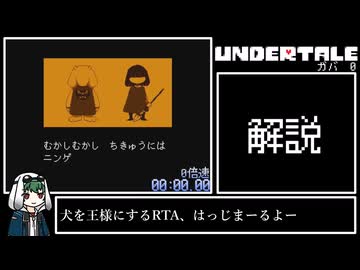 むかしむかし ちきゅうには
ニンゲ
0倍速
00:00.00
UNDERTALE
ガバ 0
解説
犬を王様にするRTA、はっじまーるよー